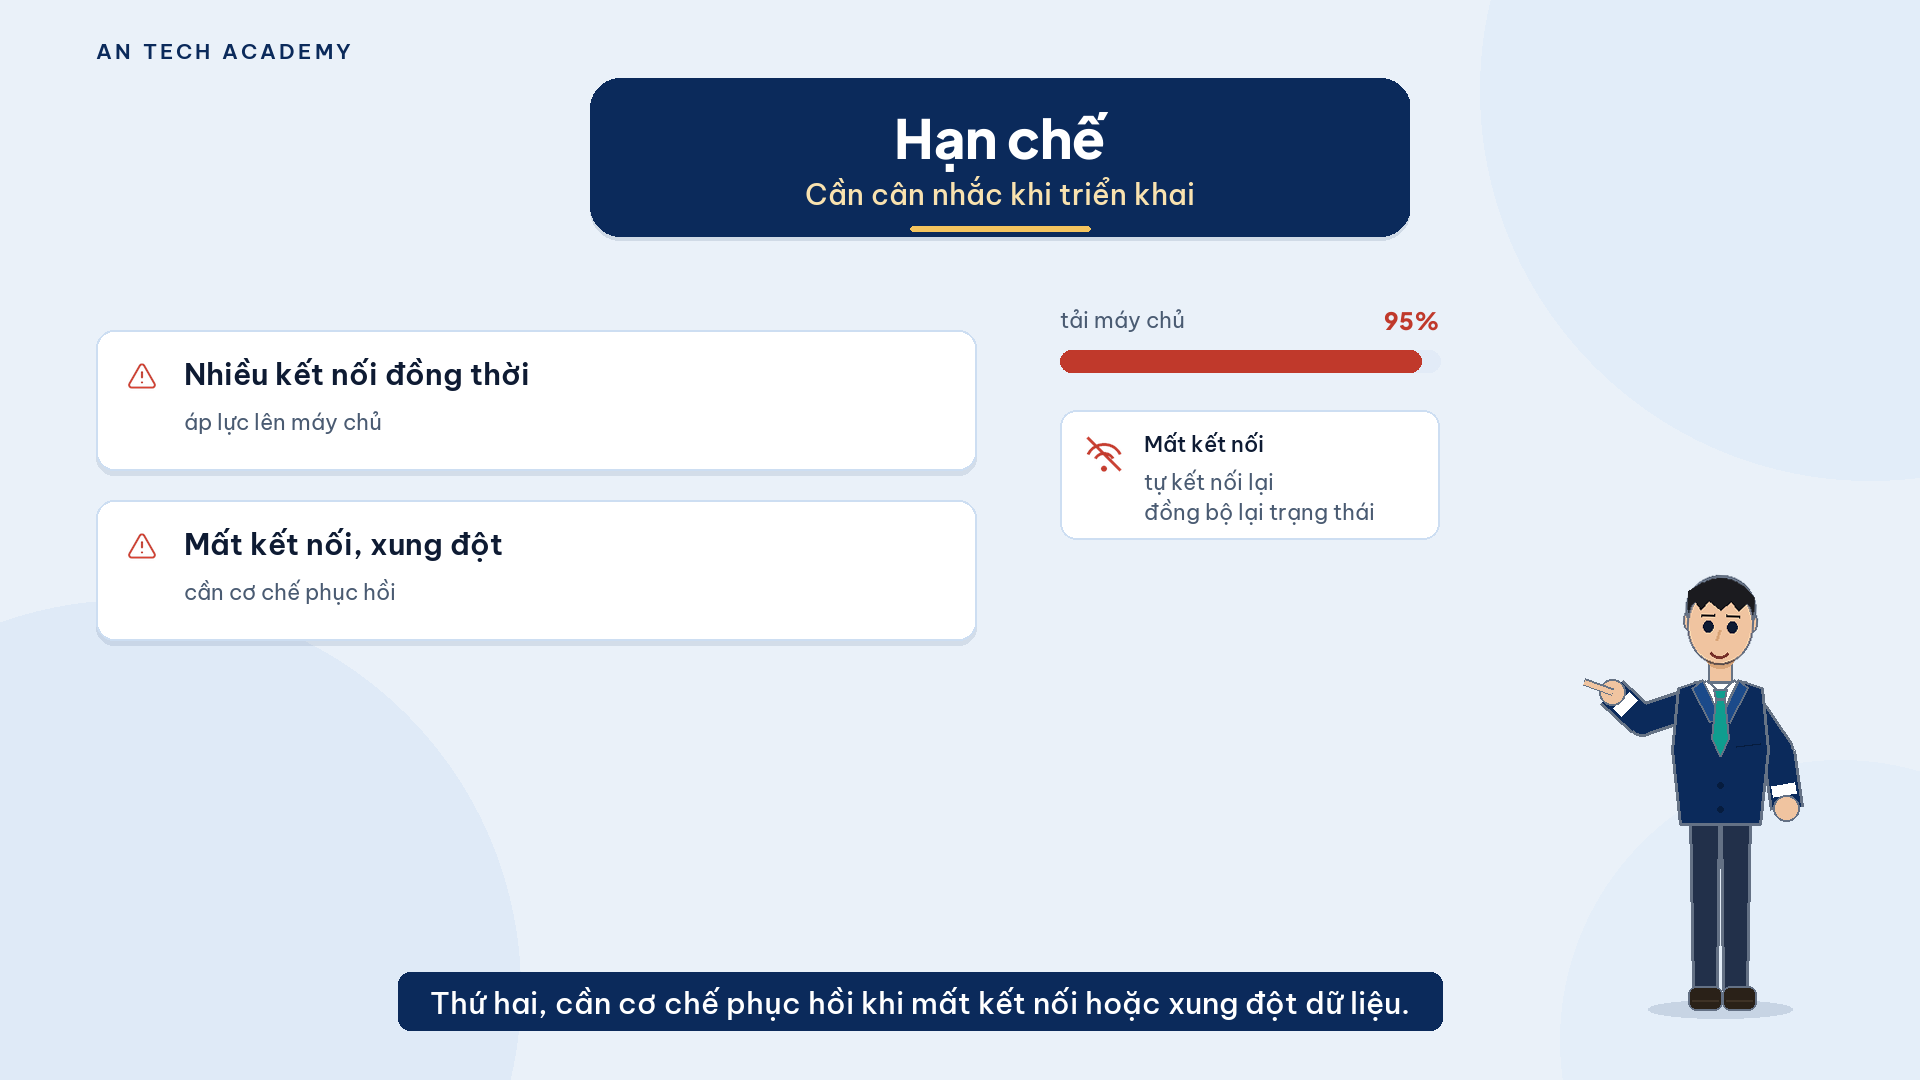 AN TECH ACADEMY
Hạn chế
Cần cân nhắc khi triển khai
Nhiều kết nối đồng thời
áp lực lên máy chủ
Mất kết nối, xung đột
cần cơ chế phục hồi
tải máy chủ 95%
Mất kết nối
tự kết nối lại
đồng bộ lại trạng thái
Thứ hai, cần cơ chế phục hồi khi mất kết nối hoặc xung đột dữ liệu.